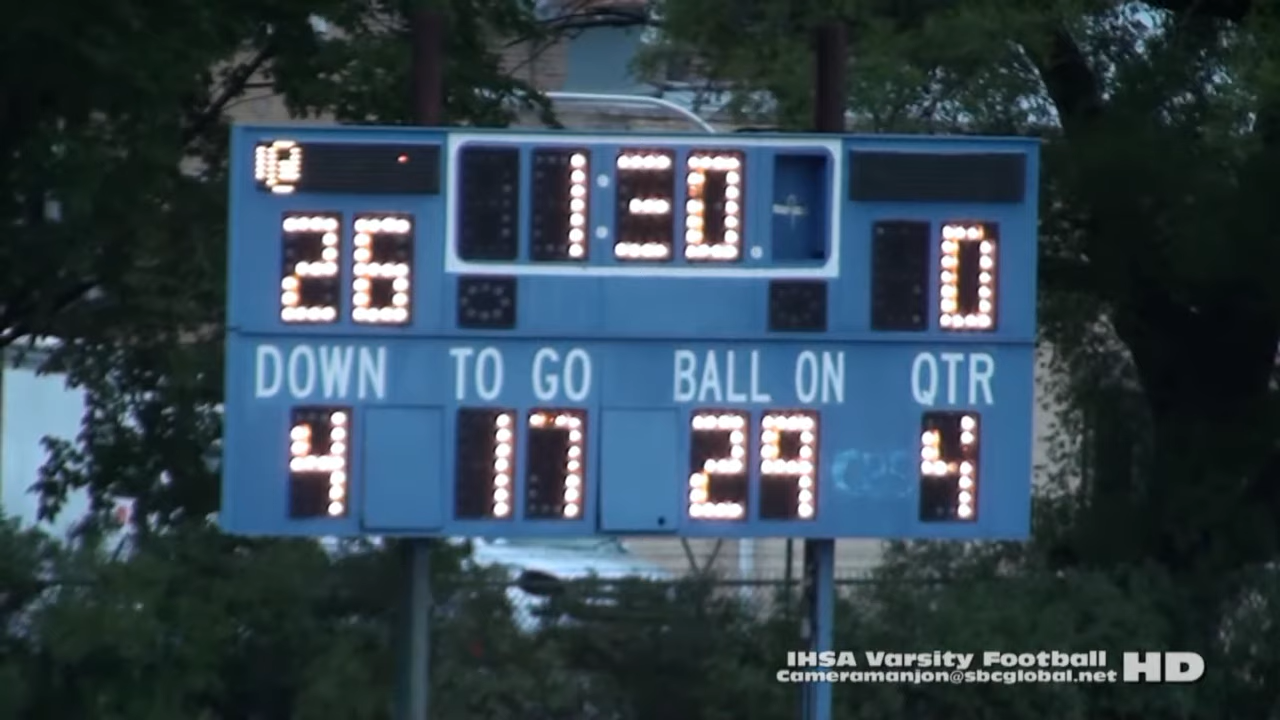 1:30.
26
0
DOWN TO GO BALL ON QTR
4 17 29 4
IHSA Varsity Football HD
cameramanjon@sbcglobal.net